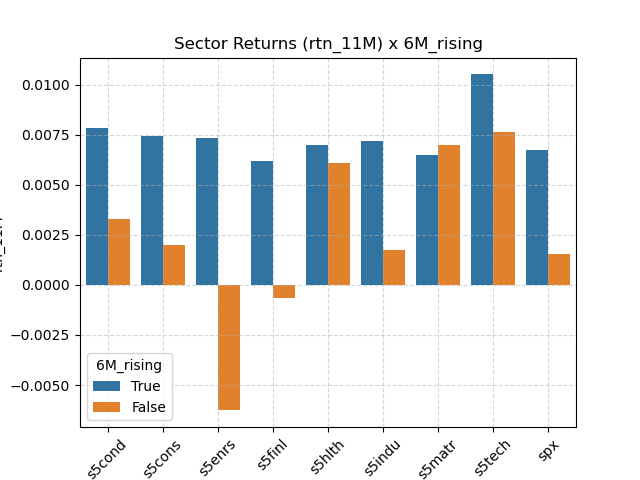 Sector Returns (rtn_11M) x 6M_rising
0.0100
0.0075
0.0050
0.0025
0.0000
−0.0025
−0.0050
6M_rising
True
False
s5cond
s5cons
s5enrs
s5finl
s5hlth
s5indu
s5matr
s5tech
spx